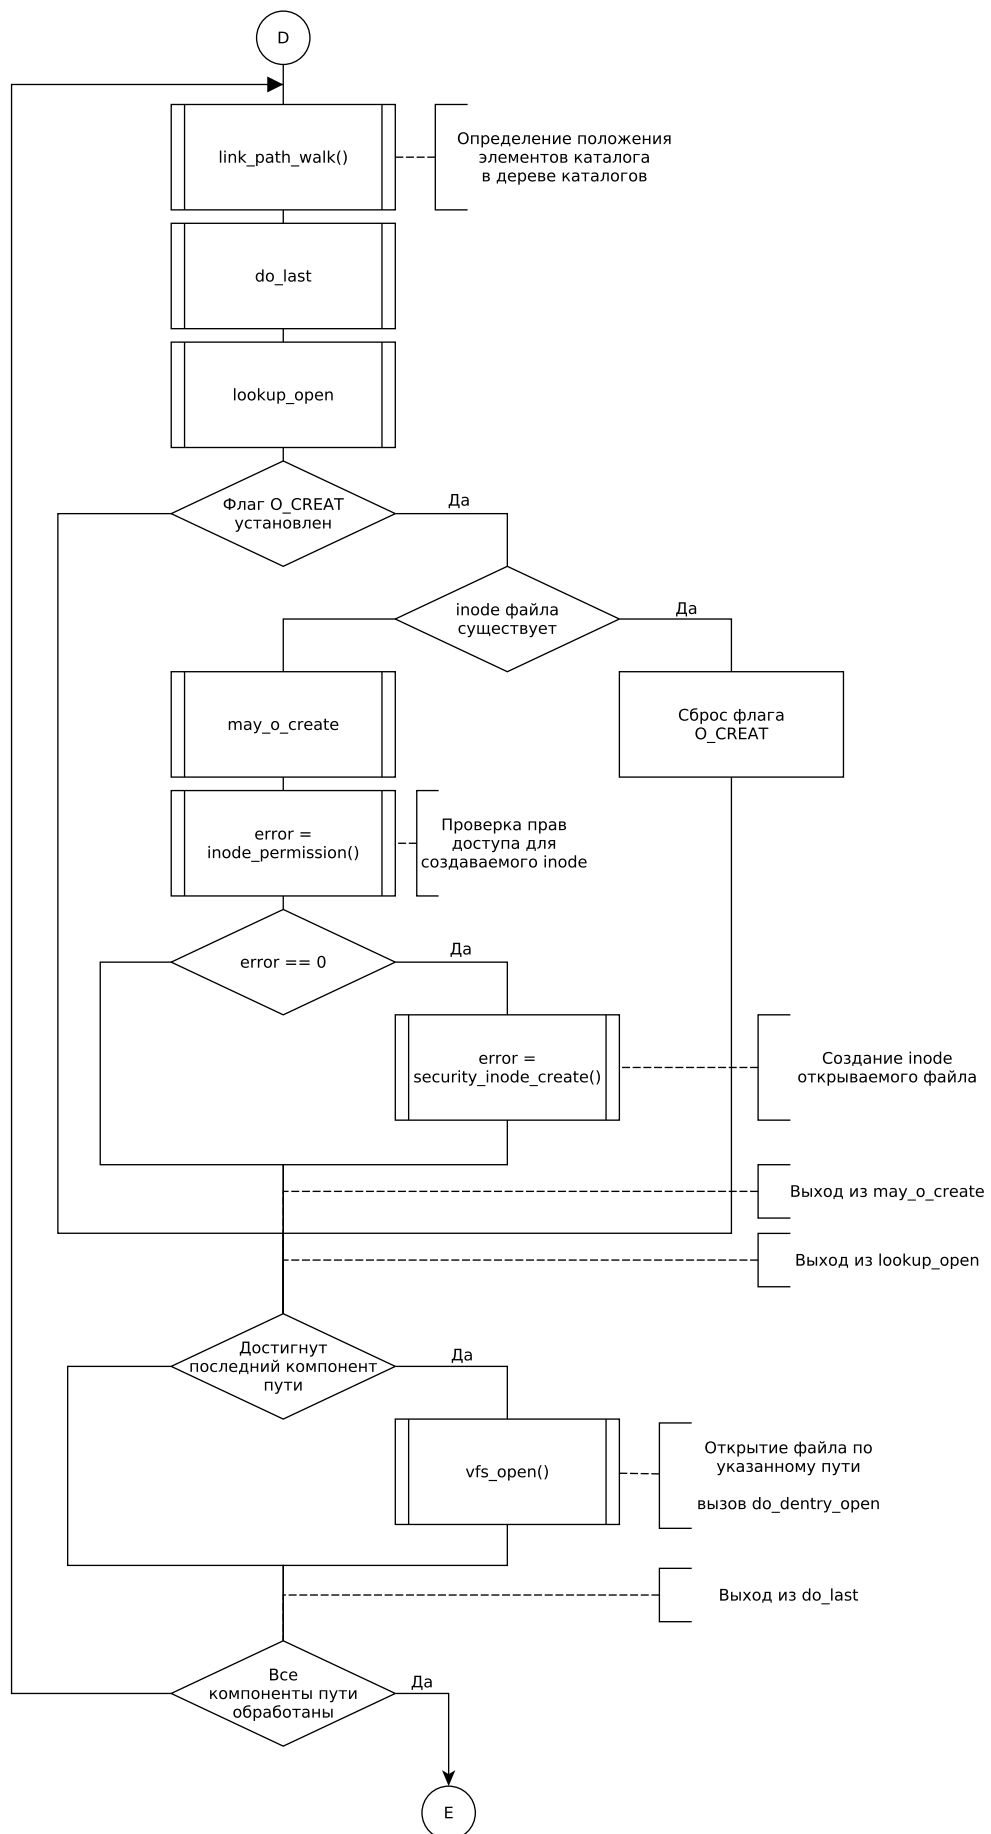 D
link_path_walk()
Определение положения
элементов каталога
в дереве каталогов
do_last
lookup_open
Флаг O_CREAT
установлен
Да
inode файла
существует
Да
may_o_create
Сброс флага
O_CREAT
error =
inode_permission()
Проверка прав
доступа для
создаваемого inode
error == 0
Да
error =
security_inode_create()
Создание inode
открываемого файла
Выход из may_o_create
Выход из lookup_open
Достигнут
последний компонент
пути
Да
vfs_open()
Открытие файла по
указанному пути
вызов do_dentry_open
Выход из do_last
Все
компоненты пути
обработаны
Да
E